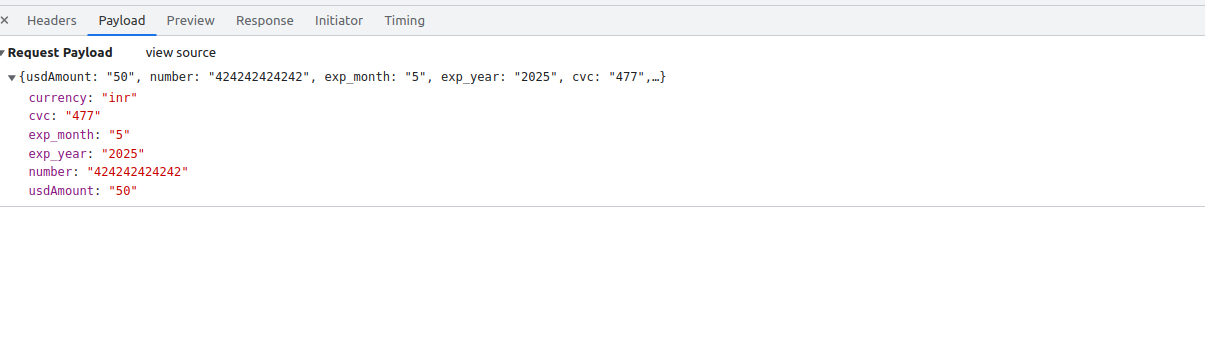 × Headers Payload Preview Response Initiator Timing
▾ Request Payload view source
▼ {usdAmount: "50", number: "424242424242", exp_month: "5", exp_year: "2025", cvc: "477",…}
currency: "inr"
cvc: "477"
exp_month: "5"
exp_year: "2025"
number: "424242424242"
usdAmount: "50"